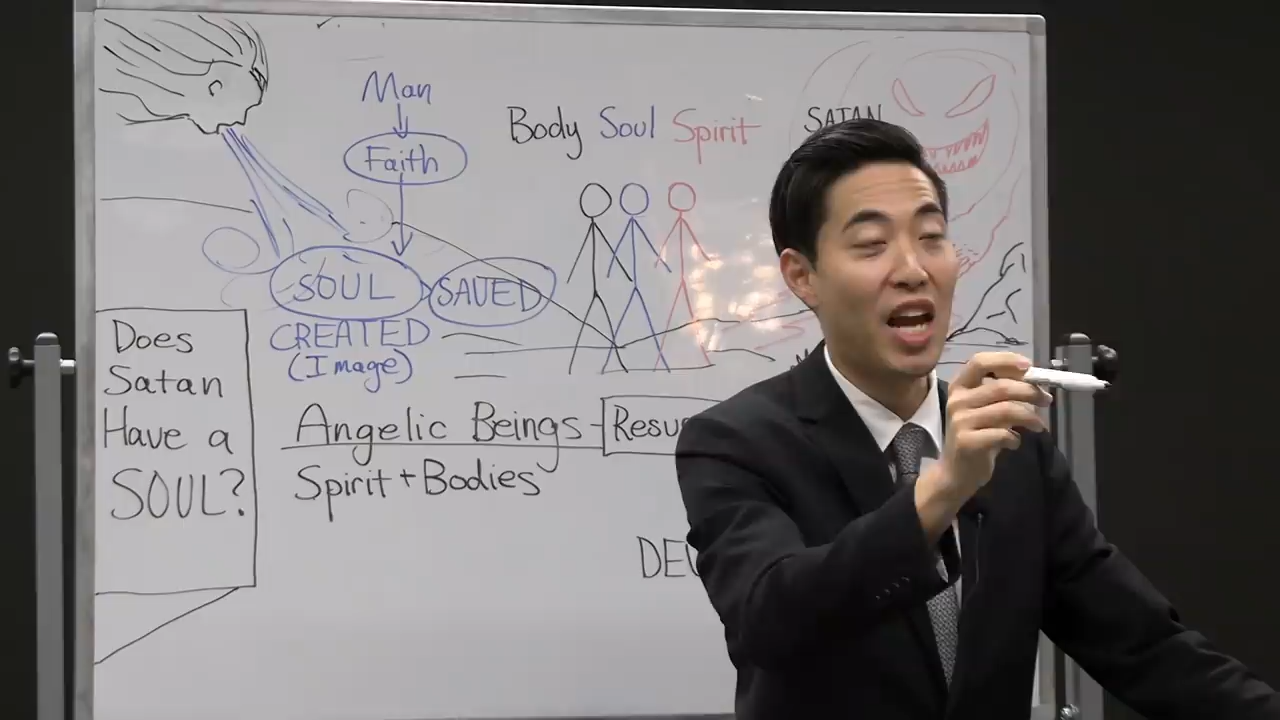 Man
Faith
Body Soul Spirit
SATAN
SOUL
SAVED
CREATED
(Image)
Does
Satan
Have a
SOUL?
Angelic Beings-
Spirit+Bodies